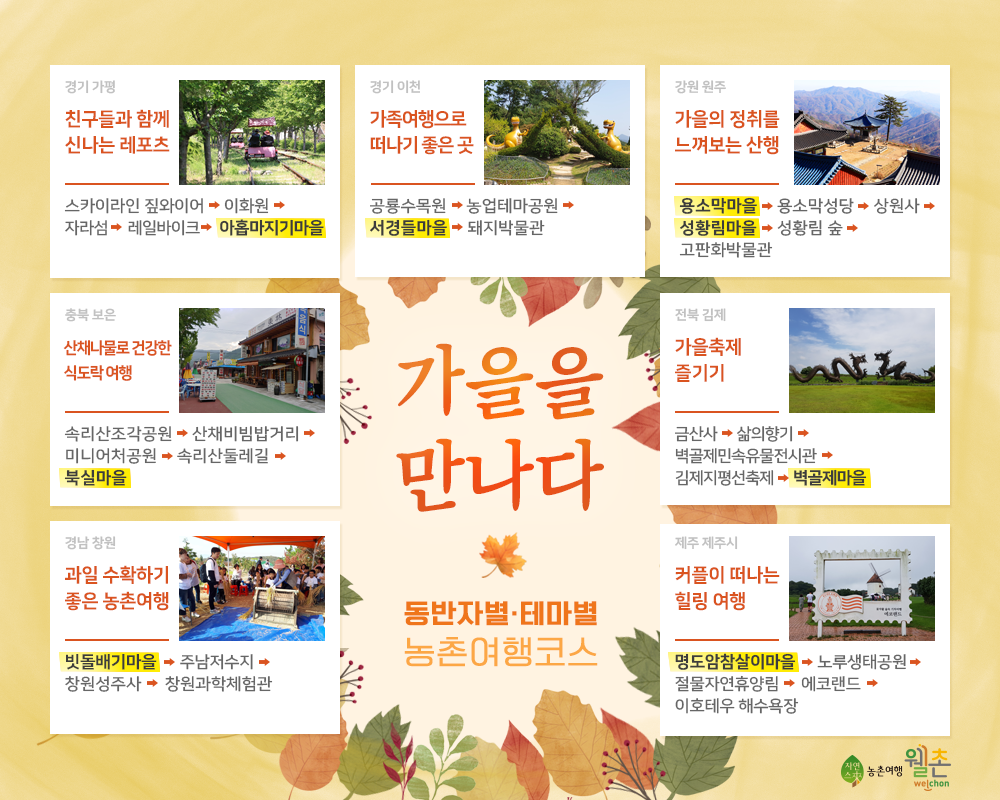 경기 가평
친구들과 함께
신나는 레포츠
스카이라인 짚와이어 → 이화원 →
자라섬 → 레일바이크 → 아홉마지기마을
경기 이천
가족여행으로
떠나기 좋은 곳
공룡수목원 → 농업테마공원 →
서경들마을 → 돼지박물관
강원 원주
가을의 정취를
느껴보는 산행
용소막마을 → 용소막성당 → 상원사 →
성황림마을 → 성황림 숲 →
고판화박물관
충북 보은
산채나물로 건강한
식도락 여행
속리산조각공원 → 산채비빔밥거리 →
미니어처공원 → 속리산둘레길 →
북실마을
가을을
만나다
동반자별·테마별
농촌여행코스
전북 김제
가을축제
즐기기
금산사 → 삶의향기 →
벽골제민속유물전시관 →
김제지평선축제 → 벽골제마을
경남 창원
과일 수확하기
좋은 농촌여행
빗돌배기마을 → 주남저수지 →
창원성주사 → 창원과학체험관
제주 제주시
커플이 떠나는
힐링 여행
에코랜드
명도암참살이마을 → 노루생태공원 →
절물자연휴양림 → 에코랜드 →
이호테우 해수욕장
자연
농촌여행
웰촌
welchon